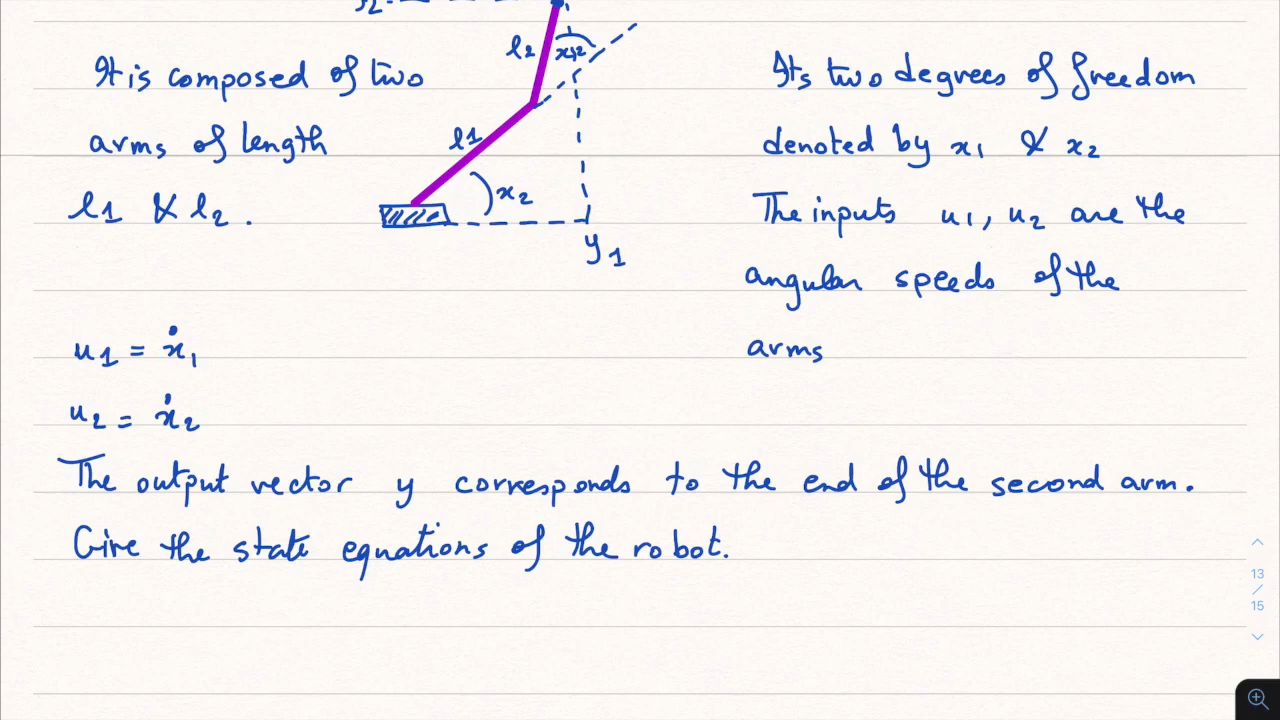 l2
x2
It is composed of two
arms of length
l1 & l2.
l1
x2
y1
Its two degrees of freedom
denoted by x1 & x2
The inputs u1, u2 are the
angular speeds of the
arms
u1 = ẋ1
u2 = ẋ2
The output vector y corresponds to the end of the second arm.
Give the state equations of the robot.
13
/
15